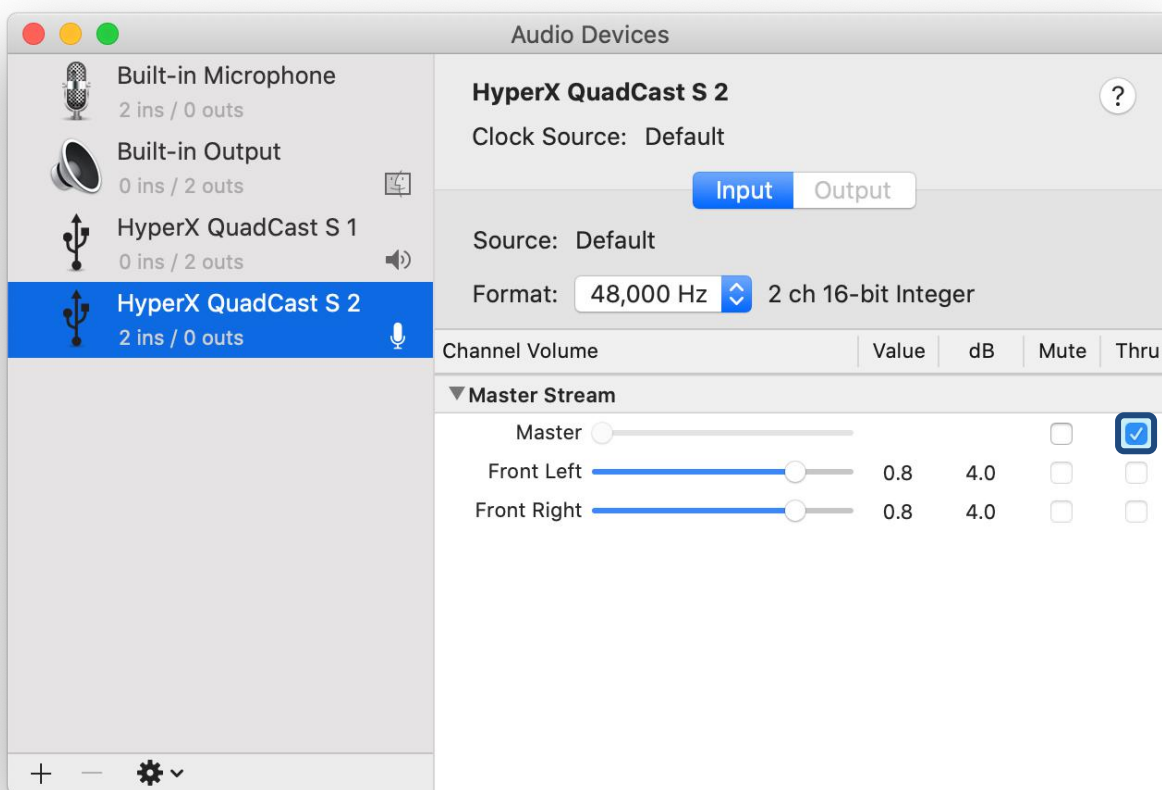 Audio Devices
Built-in Microphone
2 ins / 0 outs
Built-in Output
0 ins / 2 outs
HyperX QuadCast S 1
0 ins / 2 outs
HyperX QuadCast S 2
2 ins / 0 outs
HyperX QuadCast S 2
?
Clock Source: Default
Input Output
Source: Default
Format: 48,000 Hz 2 ch 16-bit Integer
Channel Volume Value dB Mute Thru
Master Stream
Master
Front Left 0.8 4.0
Front Right 0.8 4.0